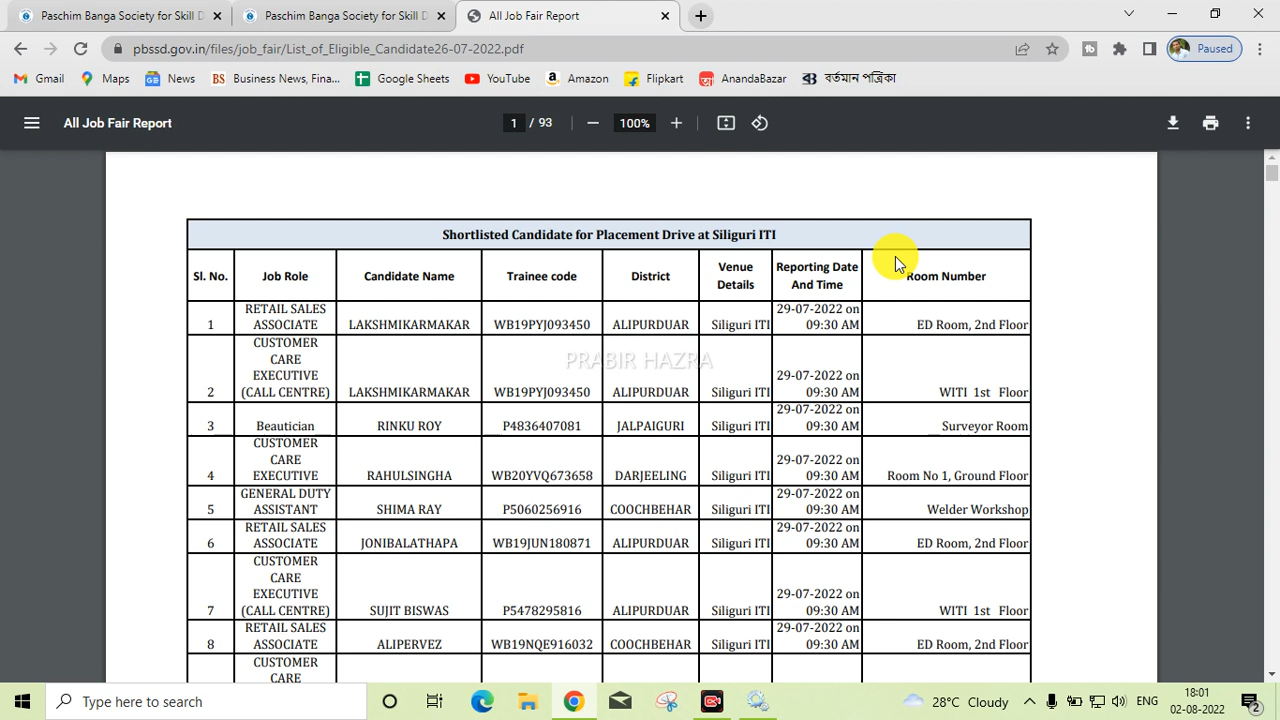 Paschim Banga Society for Skill D
Paschim Banga Society for Skill D
All Job Fair Report
pbssd.gov.in/files/job_fair/List_of_Eligible_Candidate26-07-2022.pdf
Paused
Gmail Maps News Business News, Fina... Google Sheets YouTube Amazon Flipkart AnandaBazar বর্তমান পত্রিকা
All Job Fair Report
1 / 93
100%
Shortlisted Candidate for Placement Drive at Siliguri ITI
Sl. No. Job Role Candidate Name Trainee code District Venue Details Reporting Date And Time Room Number
1 RETAIL SALES ASSOCIATE LAKSHMIKARMAKAR WB19PYJ093450 ALIPURDUAR Siliguri ITI 29-07-2022 on 09:30 AM ED Room, 2nd Floor
2 CUSTOMER CARE EXECUTIVE (CALL CENTRE) LAKSHMIKARMAKAR WB19PYJ093450 ALIPURDUAR Siliguri ITI 29-07-2022 on 09:30 AM WITI 1st Floor
3 Beautician RINKU ROY P4836407081 JALPAIGURI Siliguri ITI 29-07-2022 on 09:30 AM Surveyor Room
4 CUSTOMER CARE EXECUTIVE RAHULSINGHA WB20YVQ673658 DARJEELING Siliguri ITI 29-07-2022 on 09:30 AM Room No 1, Ground Floor
5 GENERAL DUTY ASSISTANT SHIMA RAY P5060256916 COOCHBEHAR Siliguri ITI 29-07-2022 on 09:30 AM Welder Workshop
6 RETAIL SALES ASSOCIATE JONIBALATHAPA WB19JUN180871 ALIPURDUAR Siliguri ITI 29-07-2022 on 09:30 AM ED Room, 2nd Floor
7 CUSTOMER CARE EXECUTIVE (CALL CENTRE) SUJIT BISWAS P5478295816 ALIPURDUAR Siliguri ITI 29-07-2022 on 09:30 AM WITI 1st Floor
8 RETAIL SALES ASSOCIATE ALIPERVEZ WB19NQE916032 COOCHBEHAR Siliguri ITI 29-07-2022 on 09:30 AM ED Room, 2nd Floor
CUSTOMER CARE
PRABIR HAZRA
Type here to search
28°C Cloudy
ENG
18:01
02-08-2022
2